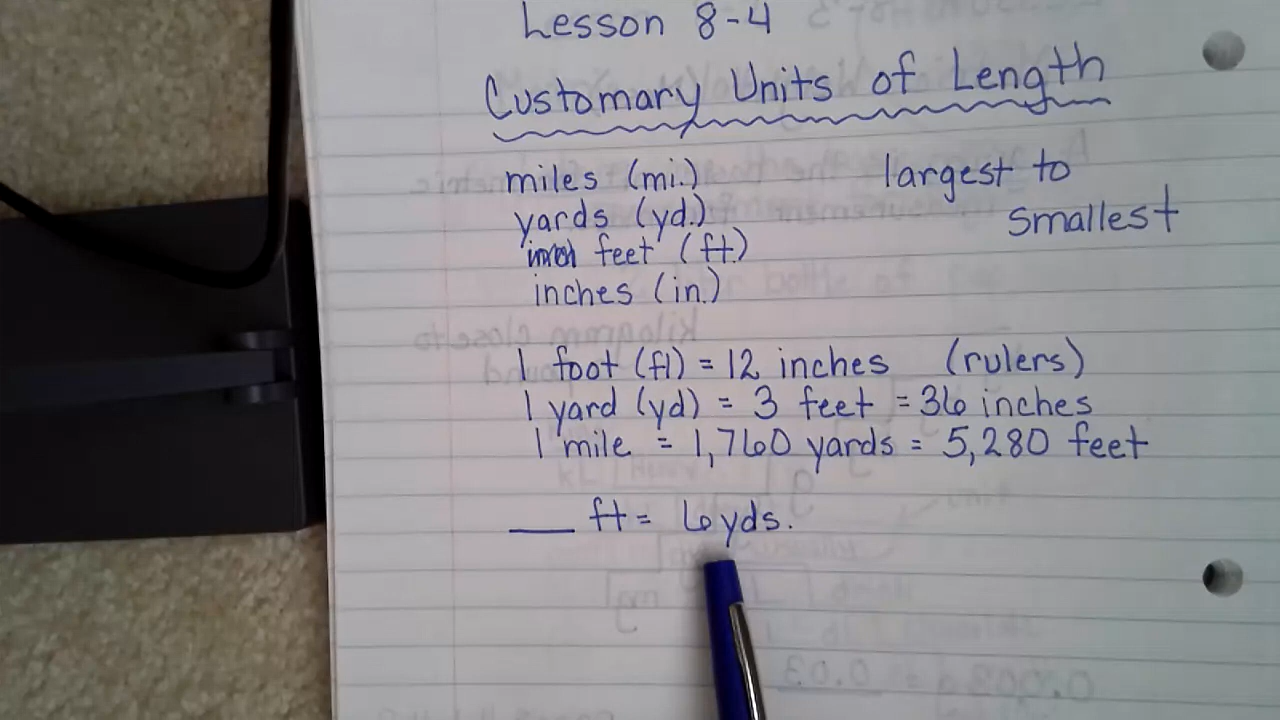 Lesson 8-4
Customary Units of Length
miles (mi.) largest to
yards (yd.) smallest
feet (ft.)
inches (in.)
1 foot (ft) = 12 inches (rulers)
1 yard (yd) = 3 feet = 36 inches
1 mile = 1,760 yards = 5,280 feet
___ ft = 6 yds.